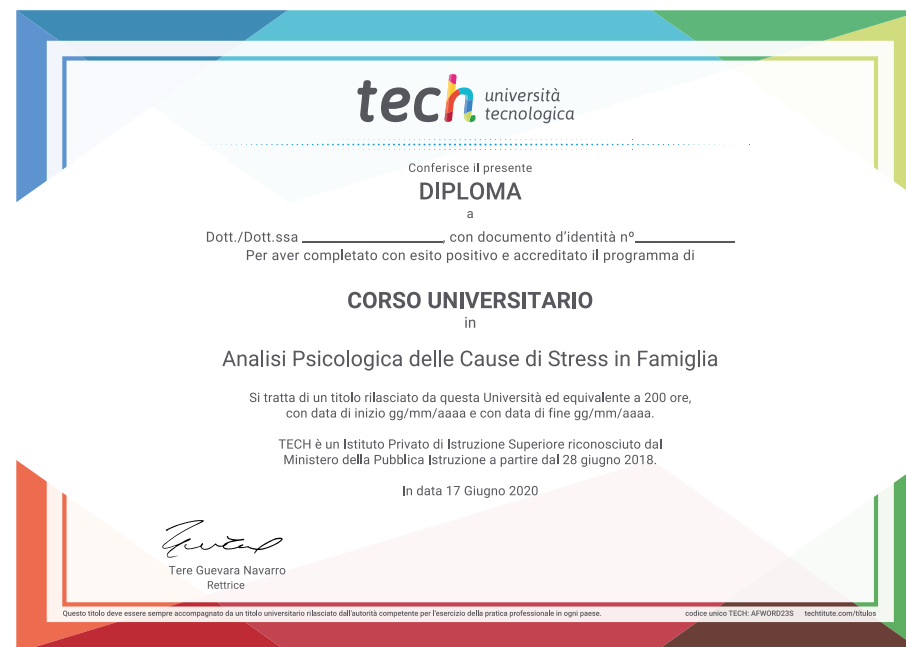 tech università
tecnologica
Conferisce il presente
DIPLOMA
a
Dott./Dott.ssa ____________________, con documento d'identità nº______________
Per aver completato con esito positivo e accreditato il programma di
CORSO UNIVERSITARIO
in
Analisi Psicologica delle Cause di Stress in Famiglia
Si tratta di un titolo rilasciato da questa Università ed equivalente a 200 ore,
con data di inizio gg/mm/aaaa e con data di fine gg/mm/aaaa.
TECH è un Istituto Privato di Istruzione Superiore riconosciuto dal
Ministero della Pubblica Istruzione a partire dal 28 giugno 2018.
In data 17 Giugno 2020
Tere Guevara Navarro
Rettrice
Questo titolo deve essere sempre accompagnato da un titolo universitario rilasciato dall'autorità competente per l'esercizio della pratica professionale in ogni paese. codice unico TECH: AFWORD23S techtitute.com/titulos